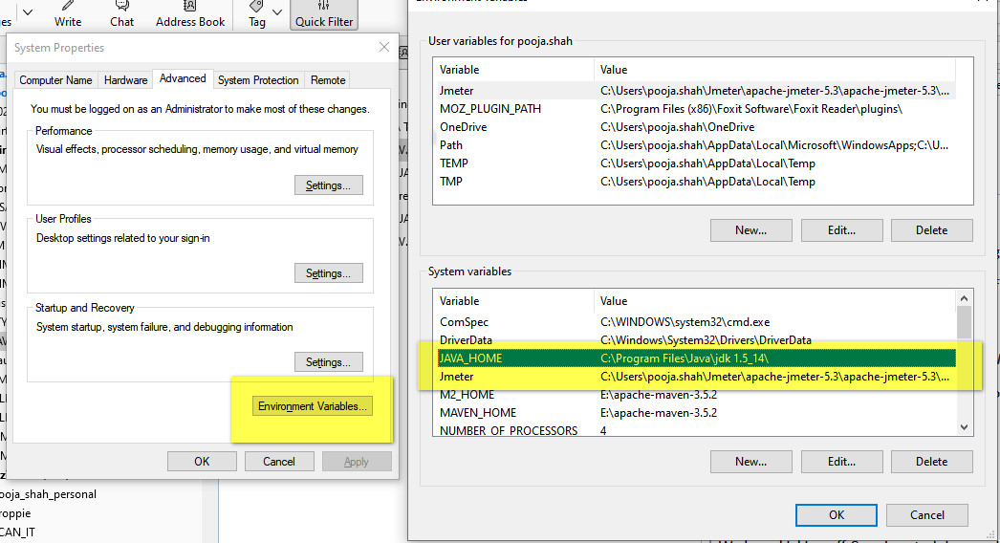 Write
Chat
Address Book
Tag
Quick Filter
System Properties
Computer Name
Hardware
Advanced
System Protection
Remote
You must be logged on as an Administrator to make most of these changes.
Performance
Visual effects, processor scheduling, memory usage, and virtual memory
Settings...
User Profiles
Desktop settings related to your sign-in
Settings...
Startup and Recovery
System startup, system failure, and debugging information
Settings...
Environment Variables...
OK
Cancel
Apply
ooja_shah_personal
roppie
CAN_IT
User variables for pooja.shah
Variable Value
Jmeter C:\Users\pooja.shah\Jmeter\apache-jmeter-5.3\apache-jmeter-5.3\...
MOZ_PLUGIN_PATH C:\Program Files (x86)\Foxit Software\Foxit Reader\plugins\
OneDrive C:\Users\pooja.shah\OneDrive
Path C:\Users\pooja.shah\AppData\Local\Microsoft\WindowsApps;C:\U...
TEMP C:\Users\pooja.shah\AppData\Local\Temp
TMP C:\Users\pooja.shah\AppData\Local\Temp
New... Edit... Delete
System variables
Variable Value
ComSpec C:\WINDOWS\system32\cmd.exe
DriverData C:\Windows\System32\Drivers\DriverData
JAVA_HOME C:\Program Files\Java\jdk 1.5_14\
Jmeter C:\Users\pooja.shah\Jmeter\apache-jmeter-5.3\apache-jmeter-5.3\...
M2_HOME E:\apache-maven-3.5.2
MAVEN_HOME E:\apache-maven-3.5.2
NUMBER_OF_PROCESSORS 4
New... Edit... Delete
OK Cancel